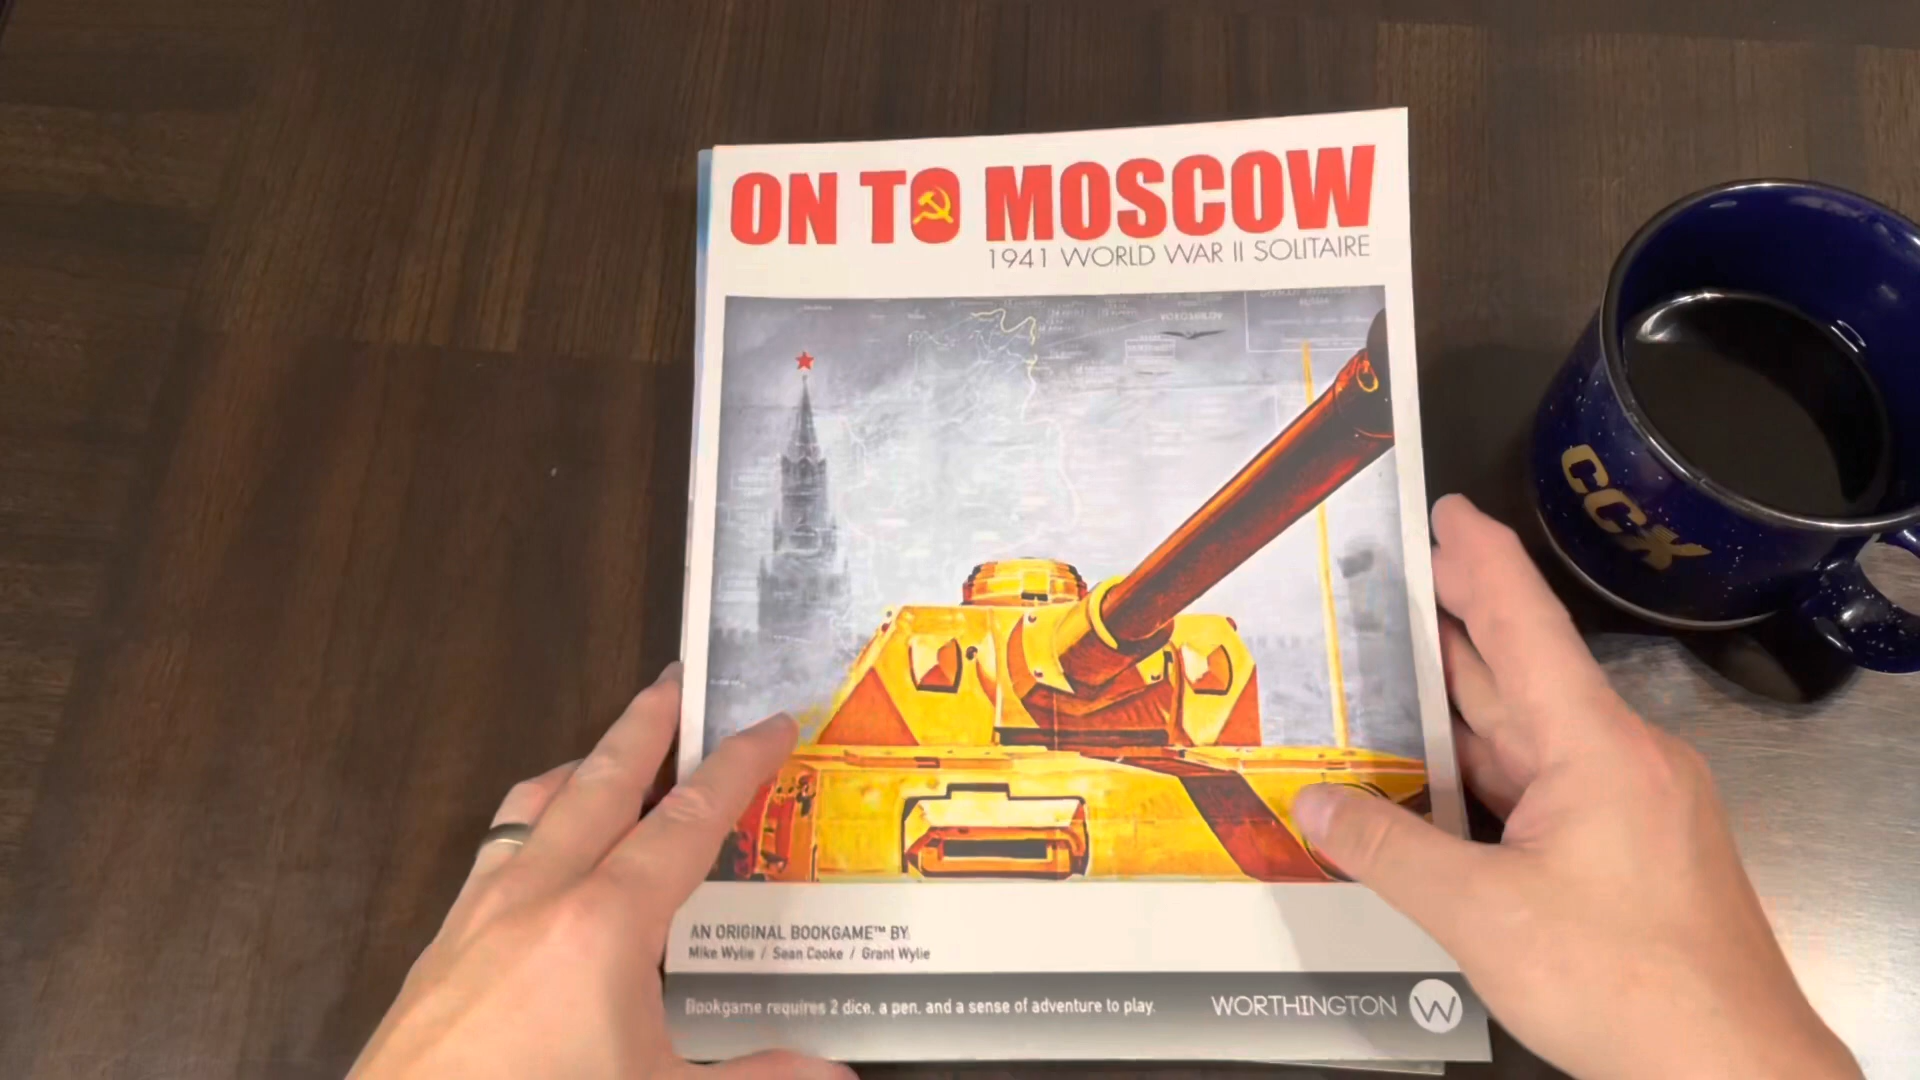 ON TO MOSCOW
1941 WORLD WAR II SOLITAIRE
AN ORIGINAL BOOKGAME™ BY
Mike Wylie / Sean Cooke / Grant Wylie
Bookgame requires 2 dice, a pen, and a sense of adventure to play.
WORTHINGTON W
CCX